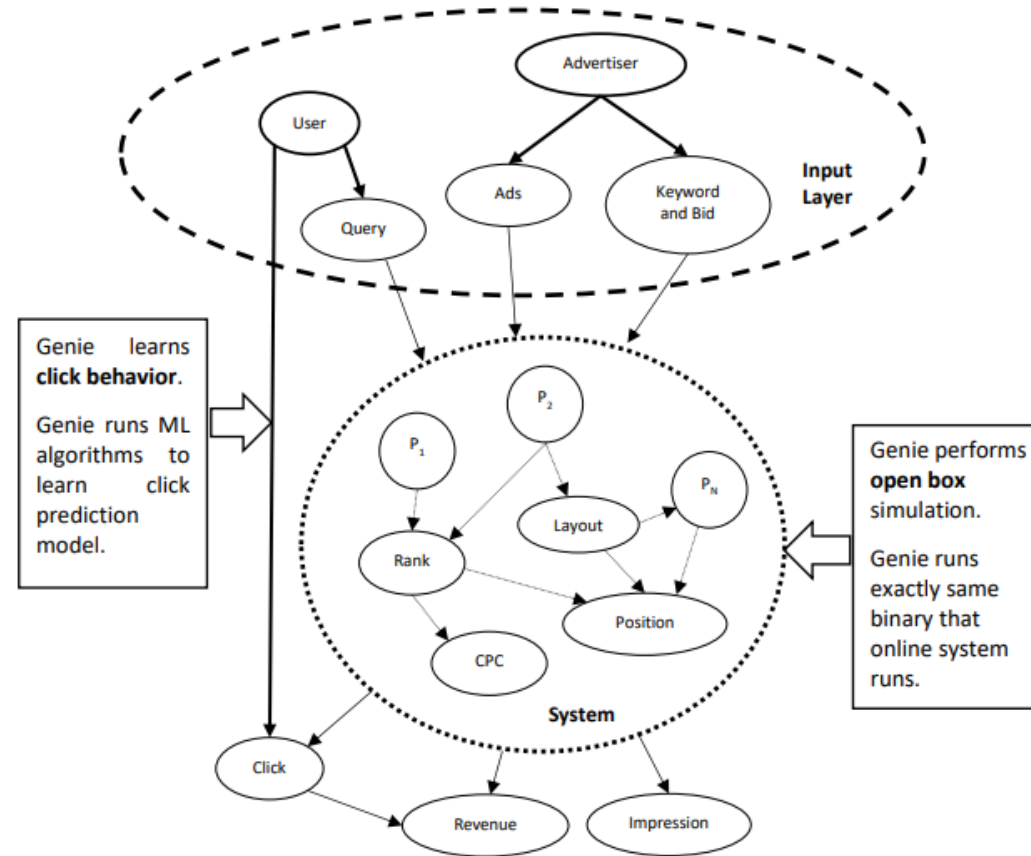 Advertiser
User
Input
Layer
Ads
Keyword
and Bid
Query
Genie learns
click behavior.
Genie runs ML
algorithms to
learn click
prediction
model.
P2
P1
PN
Layout
Rank
Position
CPC
System
Genie performs
open box
simulation.
Genie runs
exactly same
binary that
online system
runs.
Click
Revenue
Impression